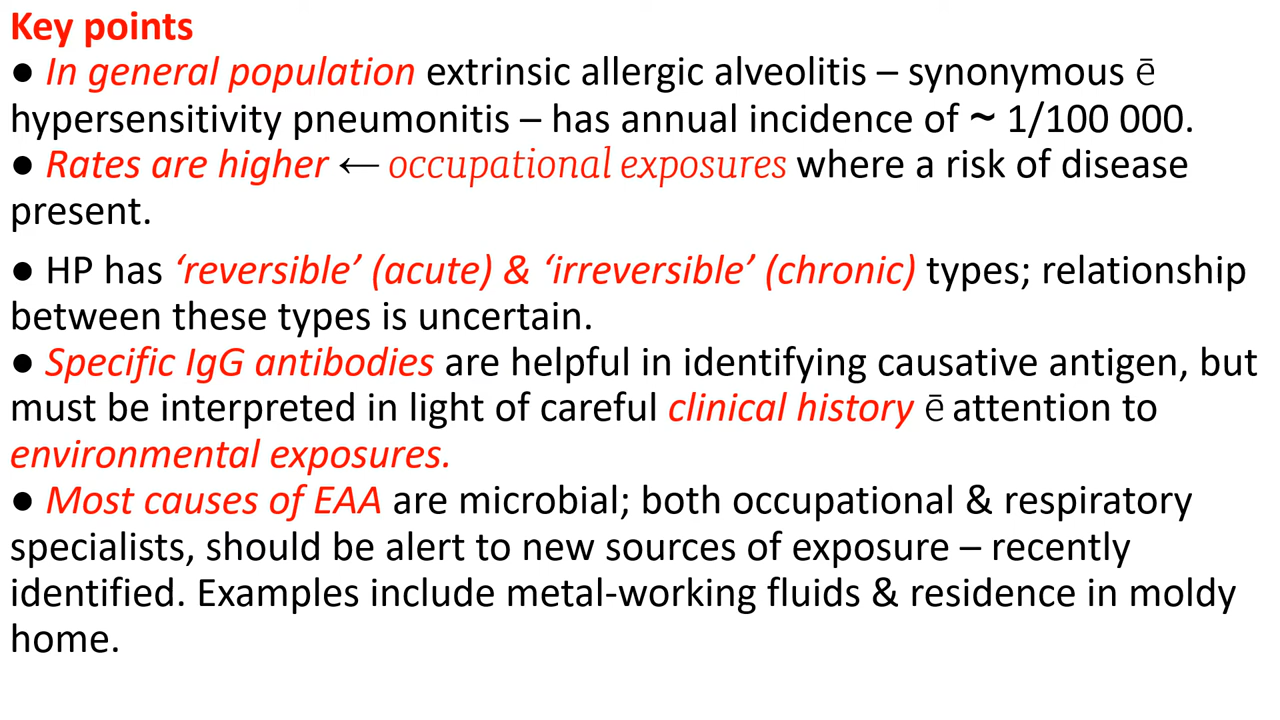 Key points
● In general population extrinsic allergic alveolitis – synonymous ē
hypersensitivity pneumonitis – has annual incidence of ~ 1/100 000.
● Rates are higher ← occupational exposures where a risk of disease
present.
● HP has ‘reversible’ (acute) & ‘irreversible’ (chronic) types; relationship
between these types is uncertain.
● Specific IgG antibodies are helpful in identifying causative antigen, but
must be interpreted in light of careful clinical history ē attention to
environmental exposures.
● Most causes of EAA are microbial; both occupational & respiratory
specialists, should be alert to new sources of exposure – recently
identified. Examples include metal-working fluids & residence in moldy
home.